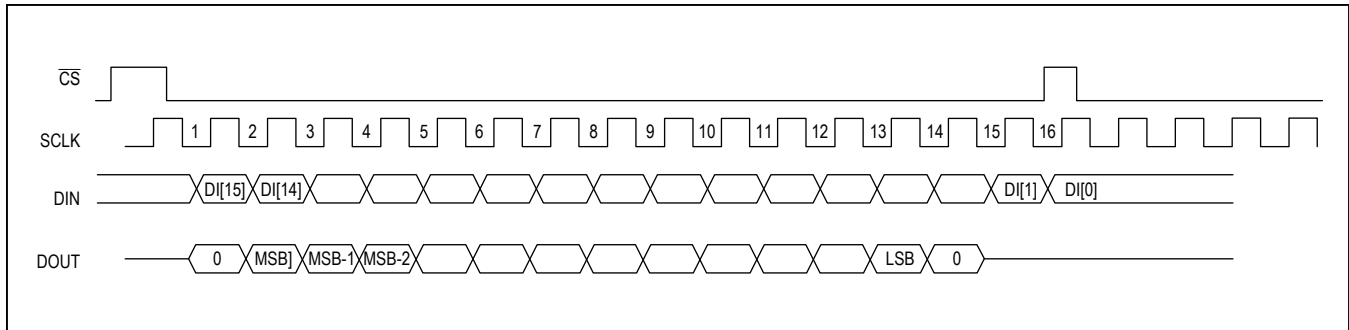 CS
SCLK 1 2 3 4 5 6 7 8 9 10 11 12 13 14 15 16
DIN DI[15] DI[14] DI[1] DI[0]
DOUT 0 MSB] MSB-1 MSB-2 LSB 0